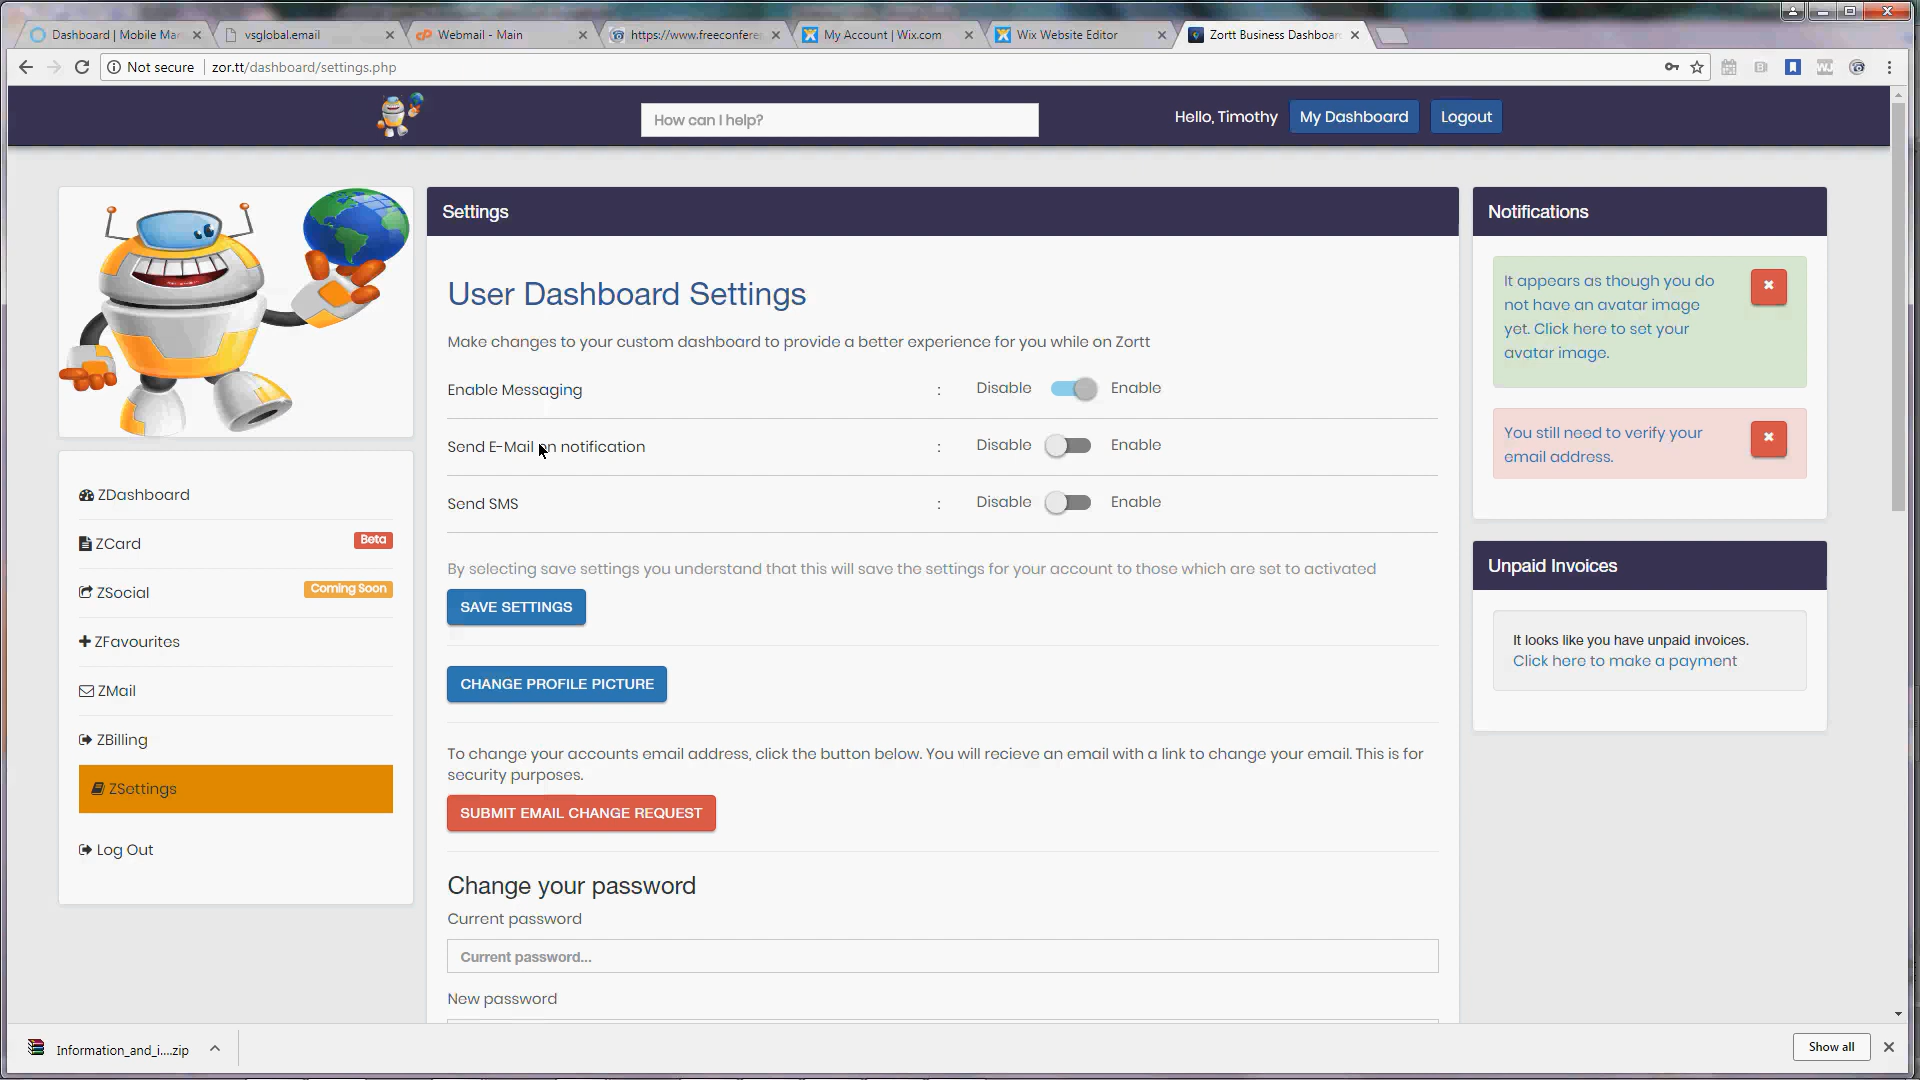 Dashboard | Mobile Ma
vsglobal.email
Webmail - Main
https://www.freeconfere
My Account | Wix.com
Wix Website Editor
Zortt Business Dashboar
Not secure
zor.tt/dashboard/settings.php
How can I help?
Hello, Timothy
My Dashboard
Logout
ZDashboard
ZCard
Beta
ZSocial
Coming Soon
ZFavourites
ZMail
ZBilling
ZSettings
Log Out
Settings
User Dashboard Settings
Make changes to your custom dashboard to provide a better experience for you while on Zortt
Enable Messaging : Disable Enable
Send E-Mail on notification : Disable Enable
Send SMS : Disable Enable
By selecting save settings you understand that this will save the settings for your account to those which are set to activated
SAVE SETTINGS
CHANGE PROFILE PICTURE
To change your accounts email address, click the button below. You will recieve an email with a link to change your email. This is for
security purposes.
SUBMIT EMAIL CHANGE REQUEST
Change your password
Current password
Current password...
New password
Notifications
It appears as though you do
not have an avatar image
yet. Click here to set your
avatar image.
You still need to verify your
email address.
Unpaid Invoices
It looks like you have unpaid invoices.
Click here to make a payment
Information_and_i....zip
Show all